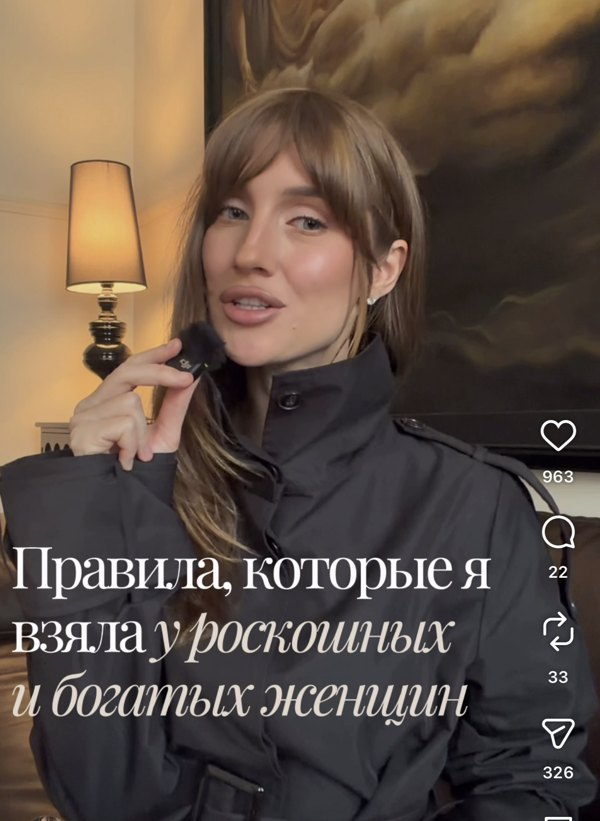 Правила, которые я
взяла у роскошных
и богатых женщин
963
22
33
326